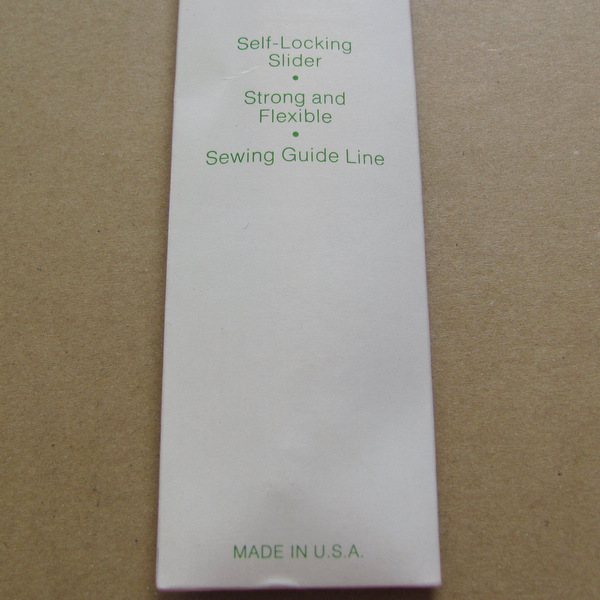 Self-Locking
Slider
•
Strong and
Flexible
•
Sewing Guide Line
MADE IN U.S.A.